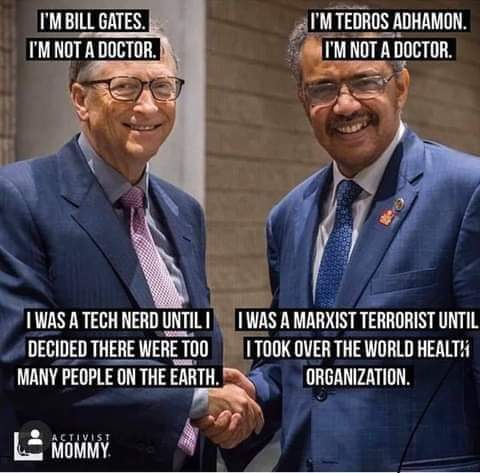 I'M BILL GATES.
I'M NOT A DOCTOR.
I'M TEDROS ADHAMON.
I'M NOT A DOCTOR.
I WAS A TECH NERD UNTIL I
DECIDED THERE WERE TOO
MANY PEOPLE ON THE EARTH.
I WAS A MARXIST TERRORIST UNTIL
I TOOK OVER THE WORLD HEALTH
ORGANIZATION.
ACTIVIST
MOMMY